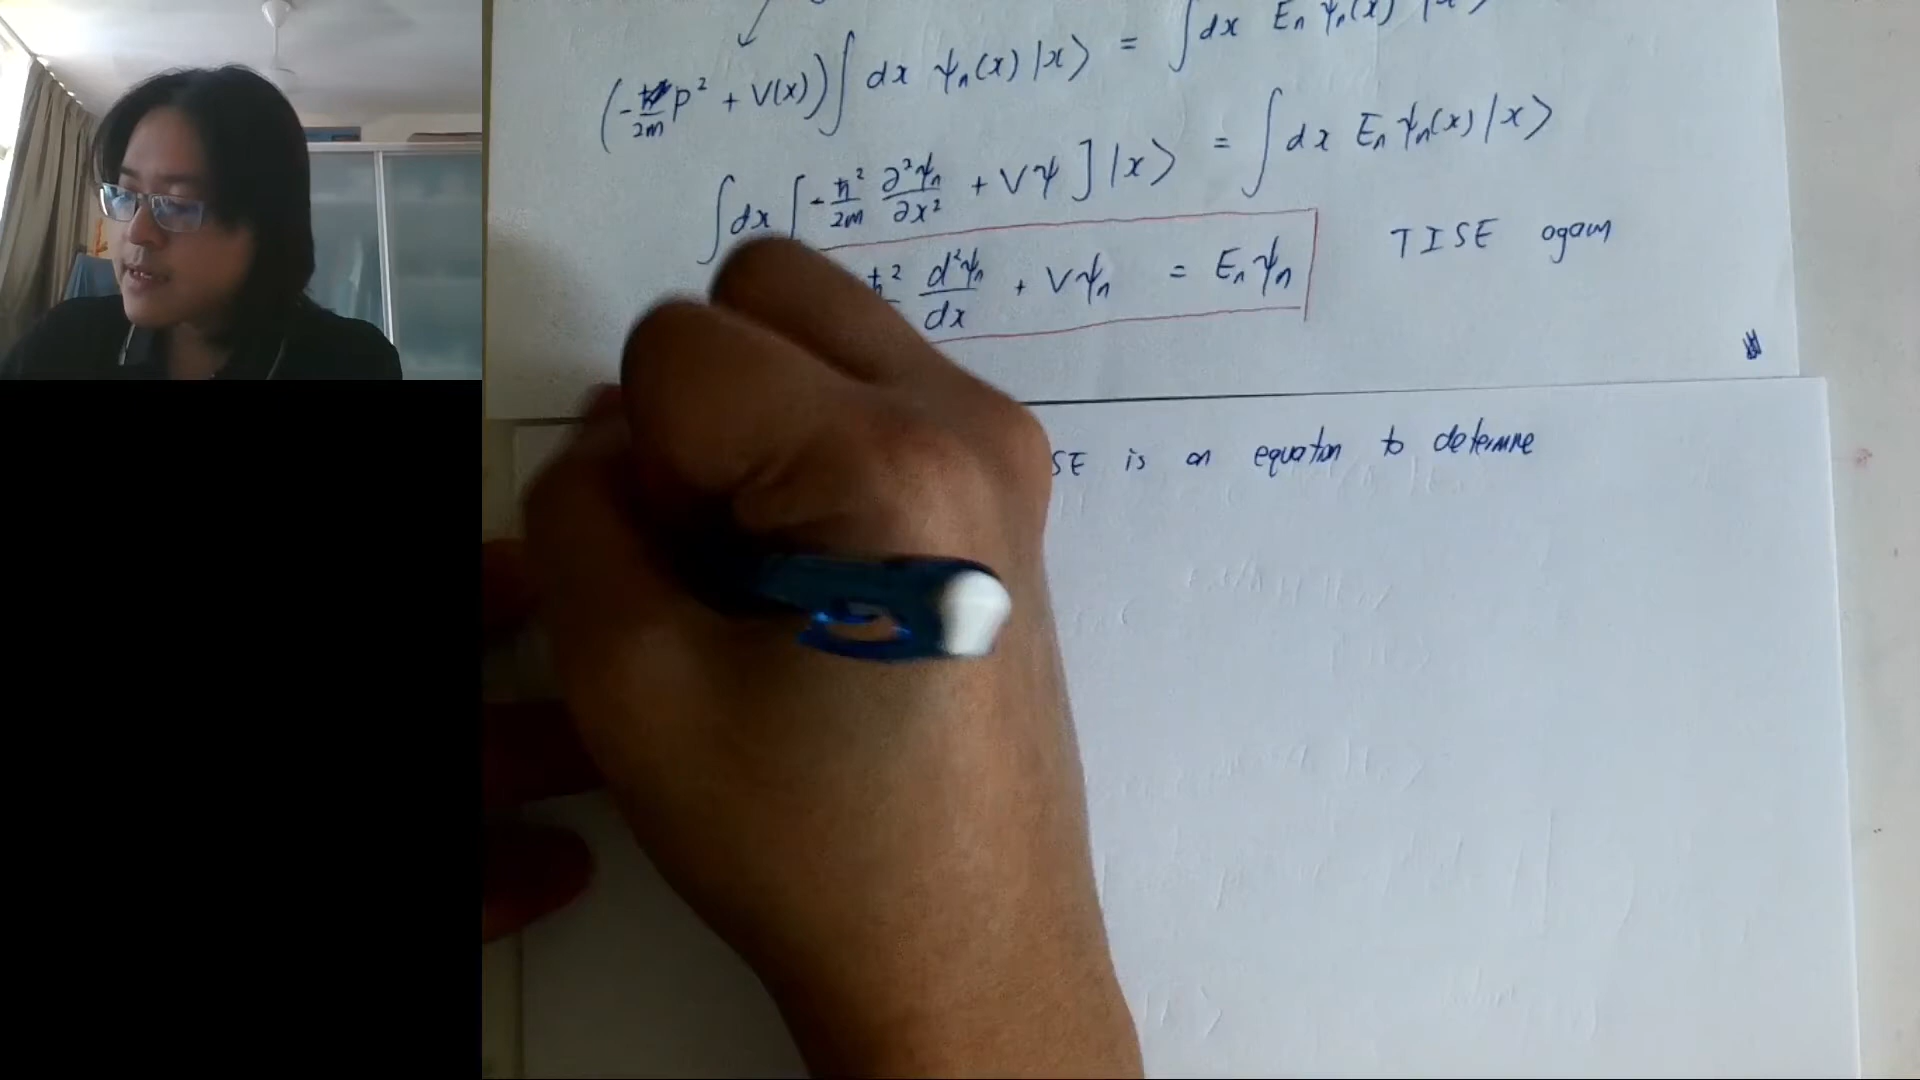 ∫dx Eₙ ψₙ(x) |x⟩
(-ħ/2m p² + V(x)) ∫ dx ψₙ(x) |x⟩ =
∫dx [-ħ²/2m ∂²ψₙ/∂x² + Vψ] |x⟩ = ∫ dx Eₙ ψₙ(x) |x⟩
ħ² d²ψₙ/dx + Vψₙ = Eₙψₙ TISE again
SE is an equation to determine